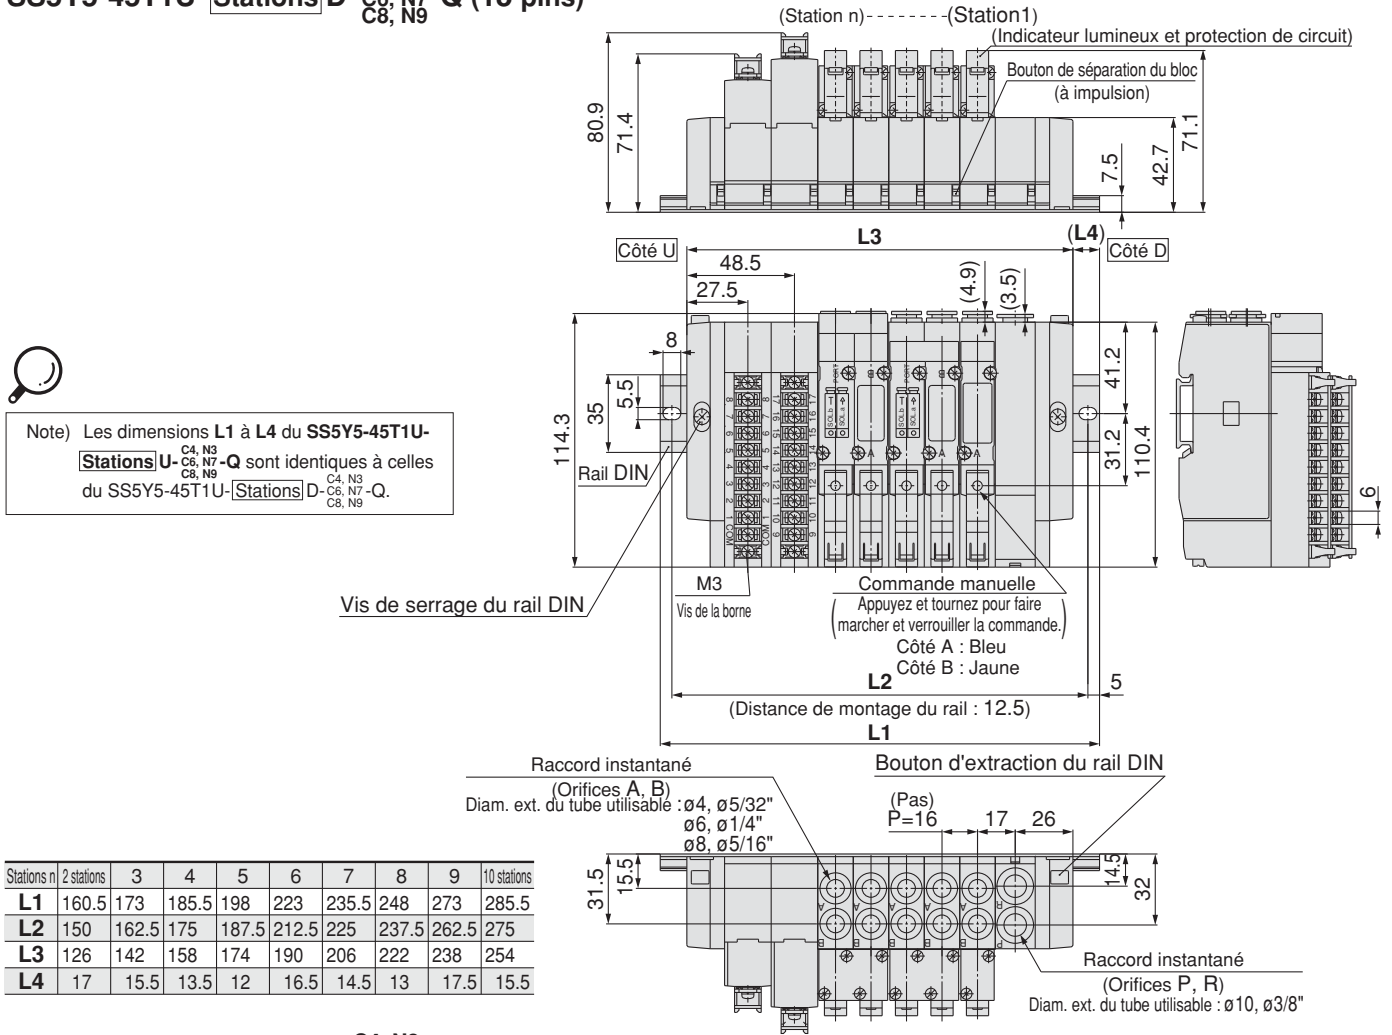 C6, N7
C8, N9
(Station n)
(Station1)
(Indicateur lumineux et protection de circuit)
Bouton de séparation du bloc
(à impulsion)
80.9
71.4
7.5
42.7
71.1
L3
(L4)
Côté U
Côté D
48.5
27.5
(4.9)
(3.5)
8
5.5
35
114.3
41.2
31.2
110.4
6
Rail DIN
Note) Les dimensions L1 à L4 du SS5Y5-45T1U-
Stations U- C4, N3 C6, N7 C8, N9 -Q sont identiques à celles
du SS5Y5-45T1U- Stations D- C4, N3 C6, N7 C8, N9 -Q.
M3
Vis de la borne
Vis de serrage du rail DIN
Commande manuelle
(Appuyez et tournez pour faire
marcher et verrouiller la commande.)
Côté A : Bleu
Côté B : Jaune
L2
5
(Distance de montage du rail : 12.5)
L1
Raccord instantané
(Orifices A, B)
Diam. ext. du tube utilisable : ø4, ø5/32"
ø6, ø1/4"
ø8, ø5/16"
Bouton d'extraction du rail DIN
(Pas)
P=16
17
26
31.5
15.5
14.5
32
Raccord instantané
(Orifices P, R)
Diam. ext. du tube utilisable : ø10, ø3/8"
Stations n 2 stations 3 4 5 6 7 8 9 10 stations
L1 160.5 173 185.5 198 223 235.5 248 273 285.5
L2 150 162.5 175 187.5 212.5 225 237.5 262.5 275
L3 126 142 158 174 190 206 222 238 254
L4 17 15.5 13.5 12 16.5 14.5 13 17.5 15.5